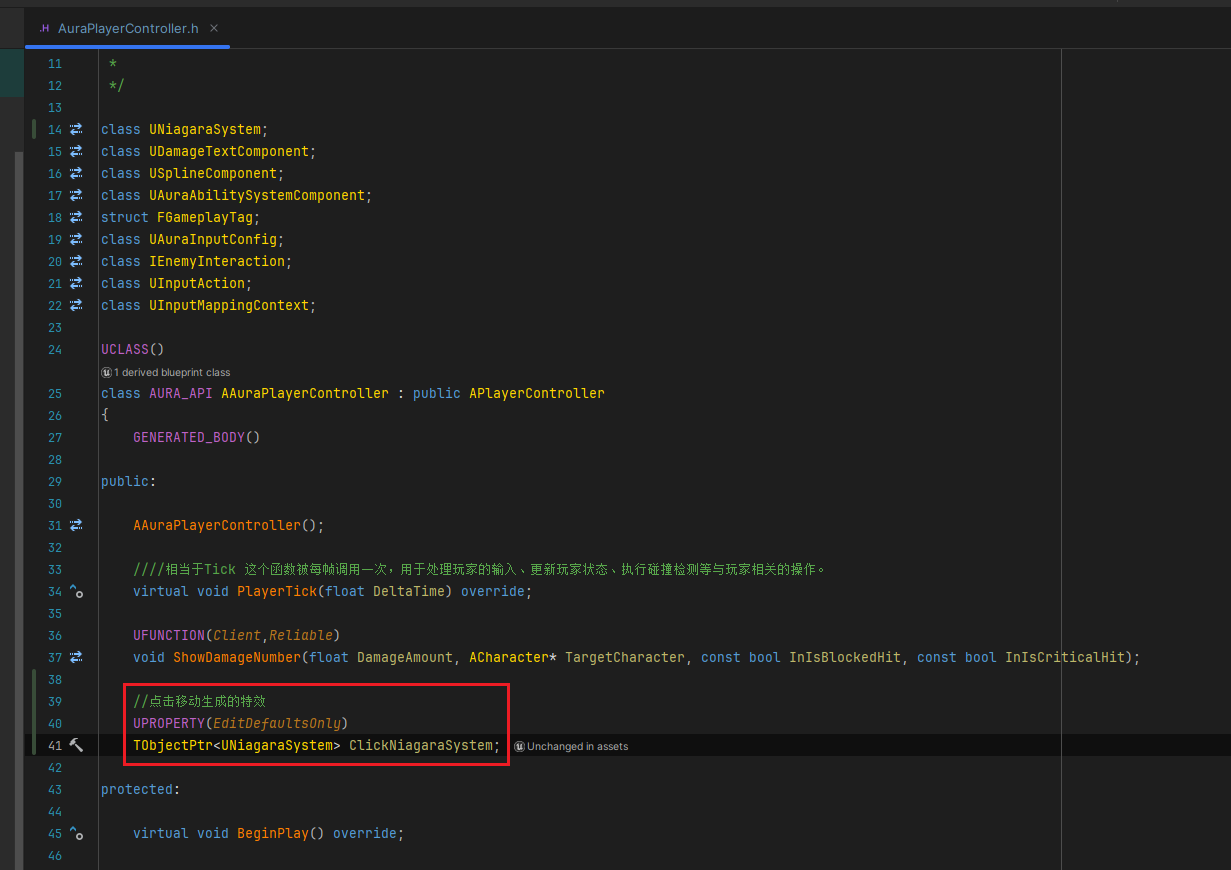 .H AuraPlayerController.h ×
11 *
12 */
13
14 class UNiagaraSystem;
15 class UDamageTextComponent;
16 class USplineComponent;
17 class UAuraAbilitySystemComponent;
18 struct FGameplayTag;
19 class UAuraInputConfig;
20 class IEnemyInteraction;
21 class UInputAction;
22 class UInputMappingContext;
23
24 UCLASS()
1 derived blueprint class
25 class AURA_API AAuraPlayerController : public APlayerController
26 {
27 GENERATED_BODY()
28
29 public:
30
31 AAuraPlayerController();
32
33 ////相当于Tick 这个函数被每帧调用一次，用于处理玩家的输入、更新玩家状态、执行碰撞检测等与玩家相关的操作。
34 virtual void PlayerTick(float DeltaTime) override;
35
36 UFUNCTION(Client,Reliable)
37 void ShowDamageNumber(float DamageAmount, ACharacter* TargetCharacter, const bool InIsBlockedHit, const bool InIsCriticalHit);
38
39 //点击移动生成的特效
40 UPROPERTY(EditDefaultsOnly)
41 TObjectPtr<UNiagaraSystem> ClickNiagaraSystem; Unchanged in assets
42
43 protected:
44
45 virtual void BeginPlay() override;
46